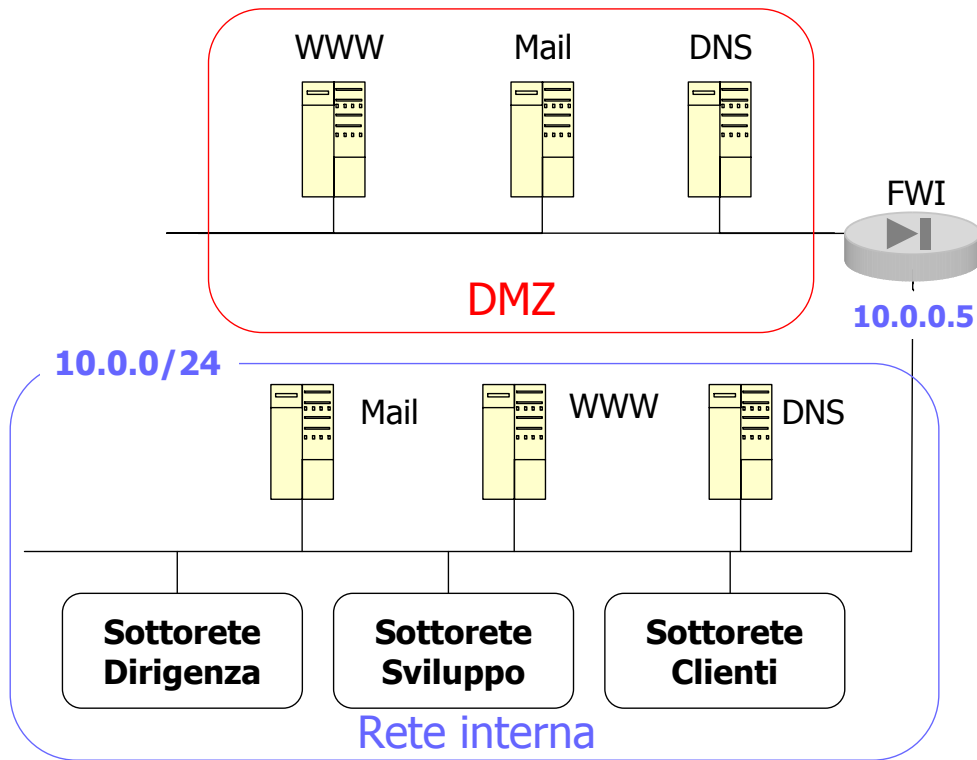 WWW Mail DNS
FWI
DMZ
10.0.0.5
10.0.0/24
Mail WWW DNS
Sottorete Dirigenza
Sottorete Sviluppo
Sottorete Clienti
Rete interna